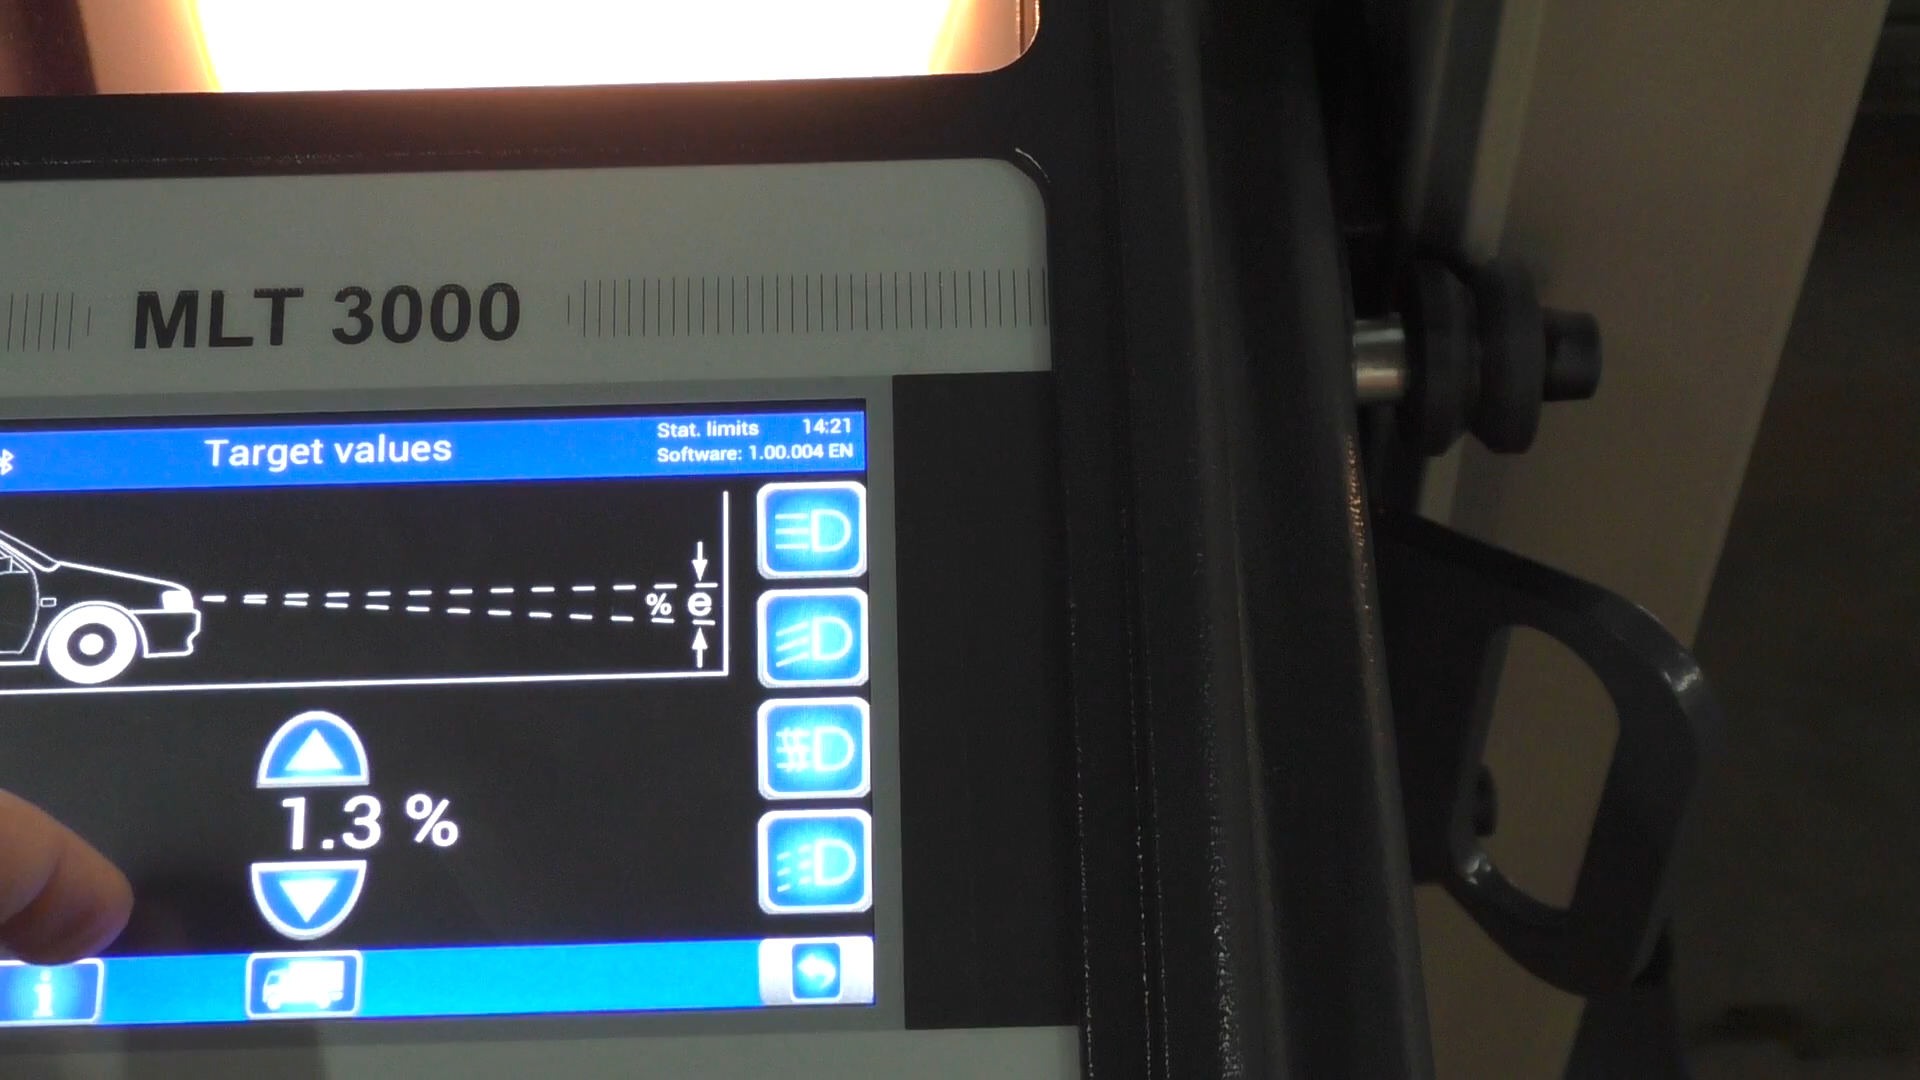 MLT 3000
Target values
Stat. limits 14:21
Software: 1.00.004 EN
% e
1.3 %
i